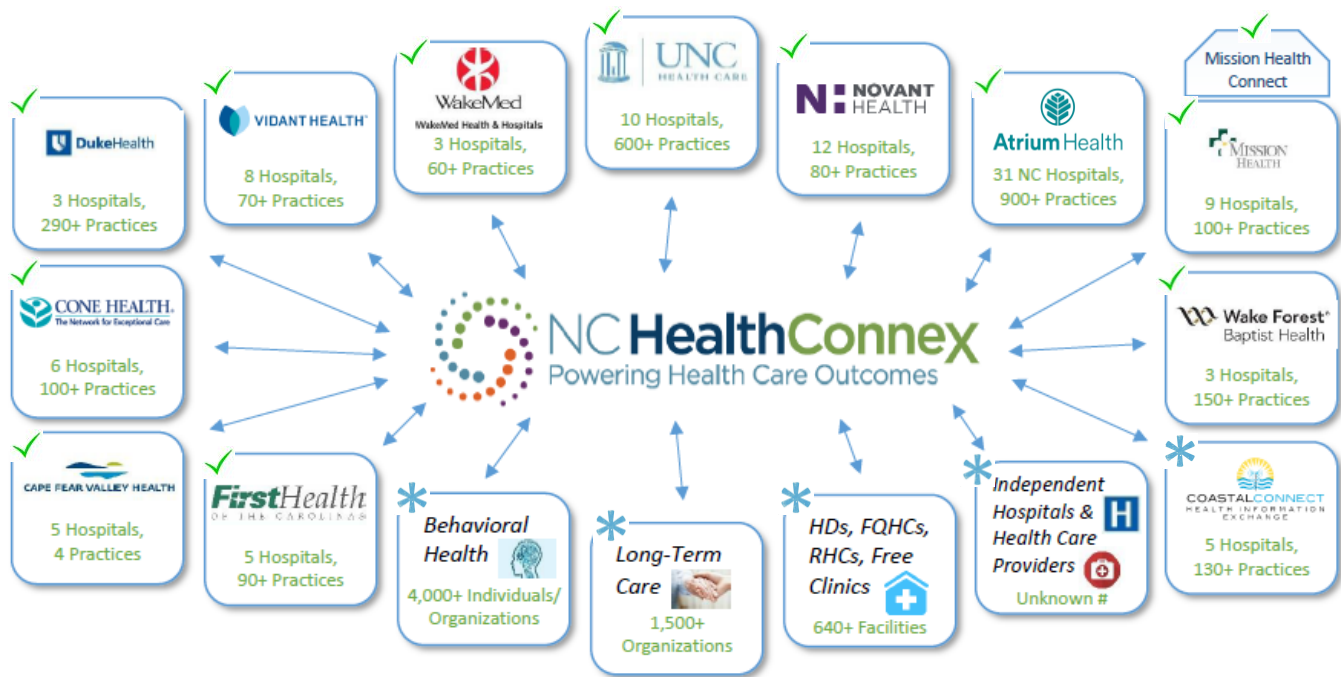 DukeHealth
3 Hospitals,
290+ Practices
VIDANT HEALTH
8 Hospitals,
70+ Practices
WakeMed
WakeMed Health & Hospitals
3 Hospitals,
60+ Practices
UNC
HEALTH CARE
10 Hospitals,
600+ Practices
NOVANT
HEALTH
12 Hospitals,
80+ Practices
Atrium Health
31 NC Hospitals,
900+ Practices
Mission Health
Connect
MISSION
HEALTH
9 Hospitals,
100+ Practices
CONE HEALTH.
The Network for Exceptional Care
6 Hospitals,
100+ Practices
NC HealthConnex
Powering Health Care Outcomes
Wake Forest®
Baptist Health
3 Hospitals,
150+ Practices
CAPE FEAR VALLEY HEALTH
5 Hospitals,
4 Practices
FirstHealth
OF THE CAROLINAS
5 Hospitals,
90+ Practices
Behavioral
Health
4,000+ Individuals/
Organizations
Long-Term
Care
1,500+
Organizations
HDs, FQHCs,
RHCs, Free
Clinics
640+ Facilities
Independent
Hospitals &
Health Care
Providers
H
Unknown #
COASTALCONNECT
HEALTH INFORMATION
EXCHANGE
5 Hospitals,
130+ Practices